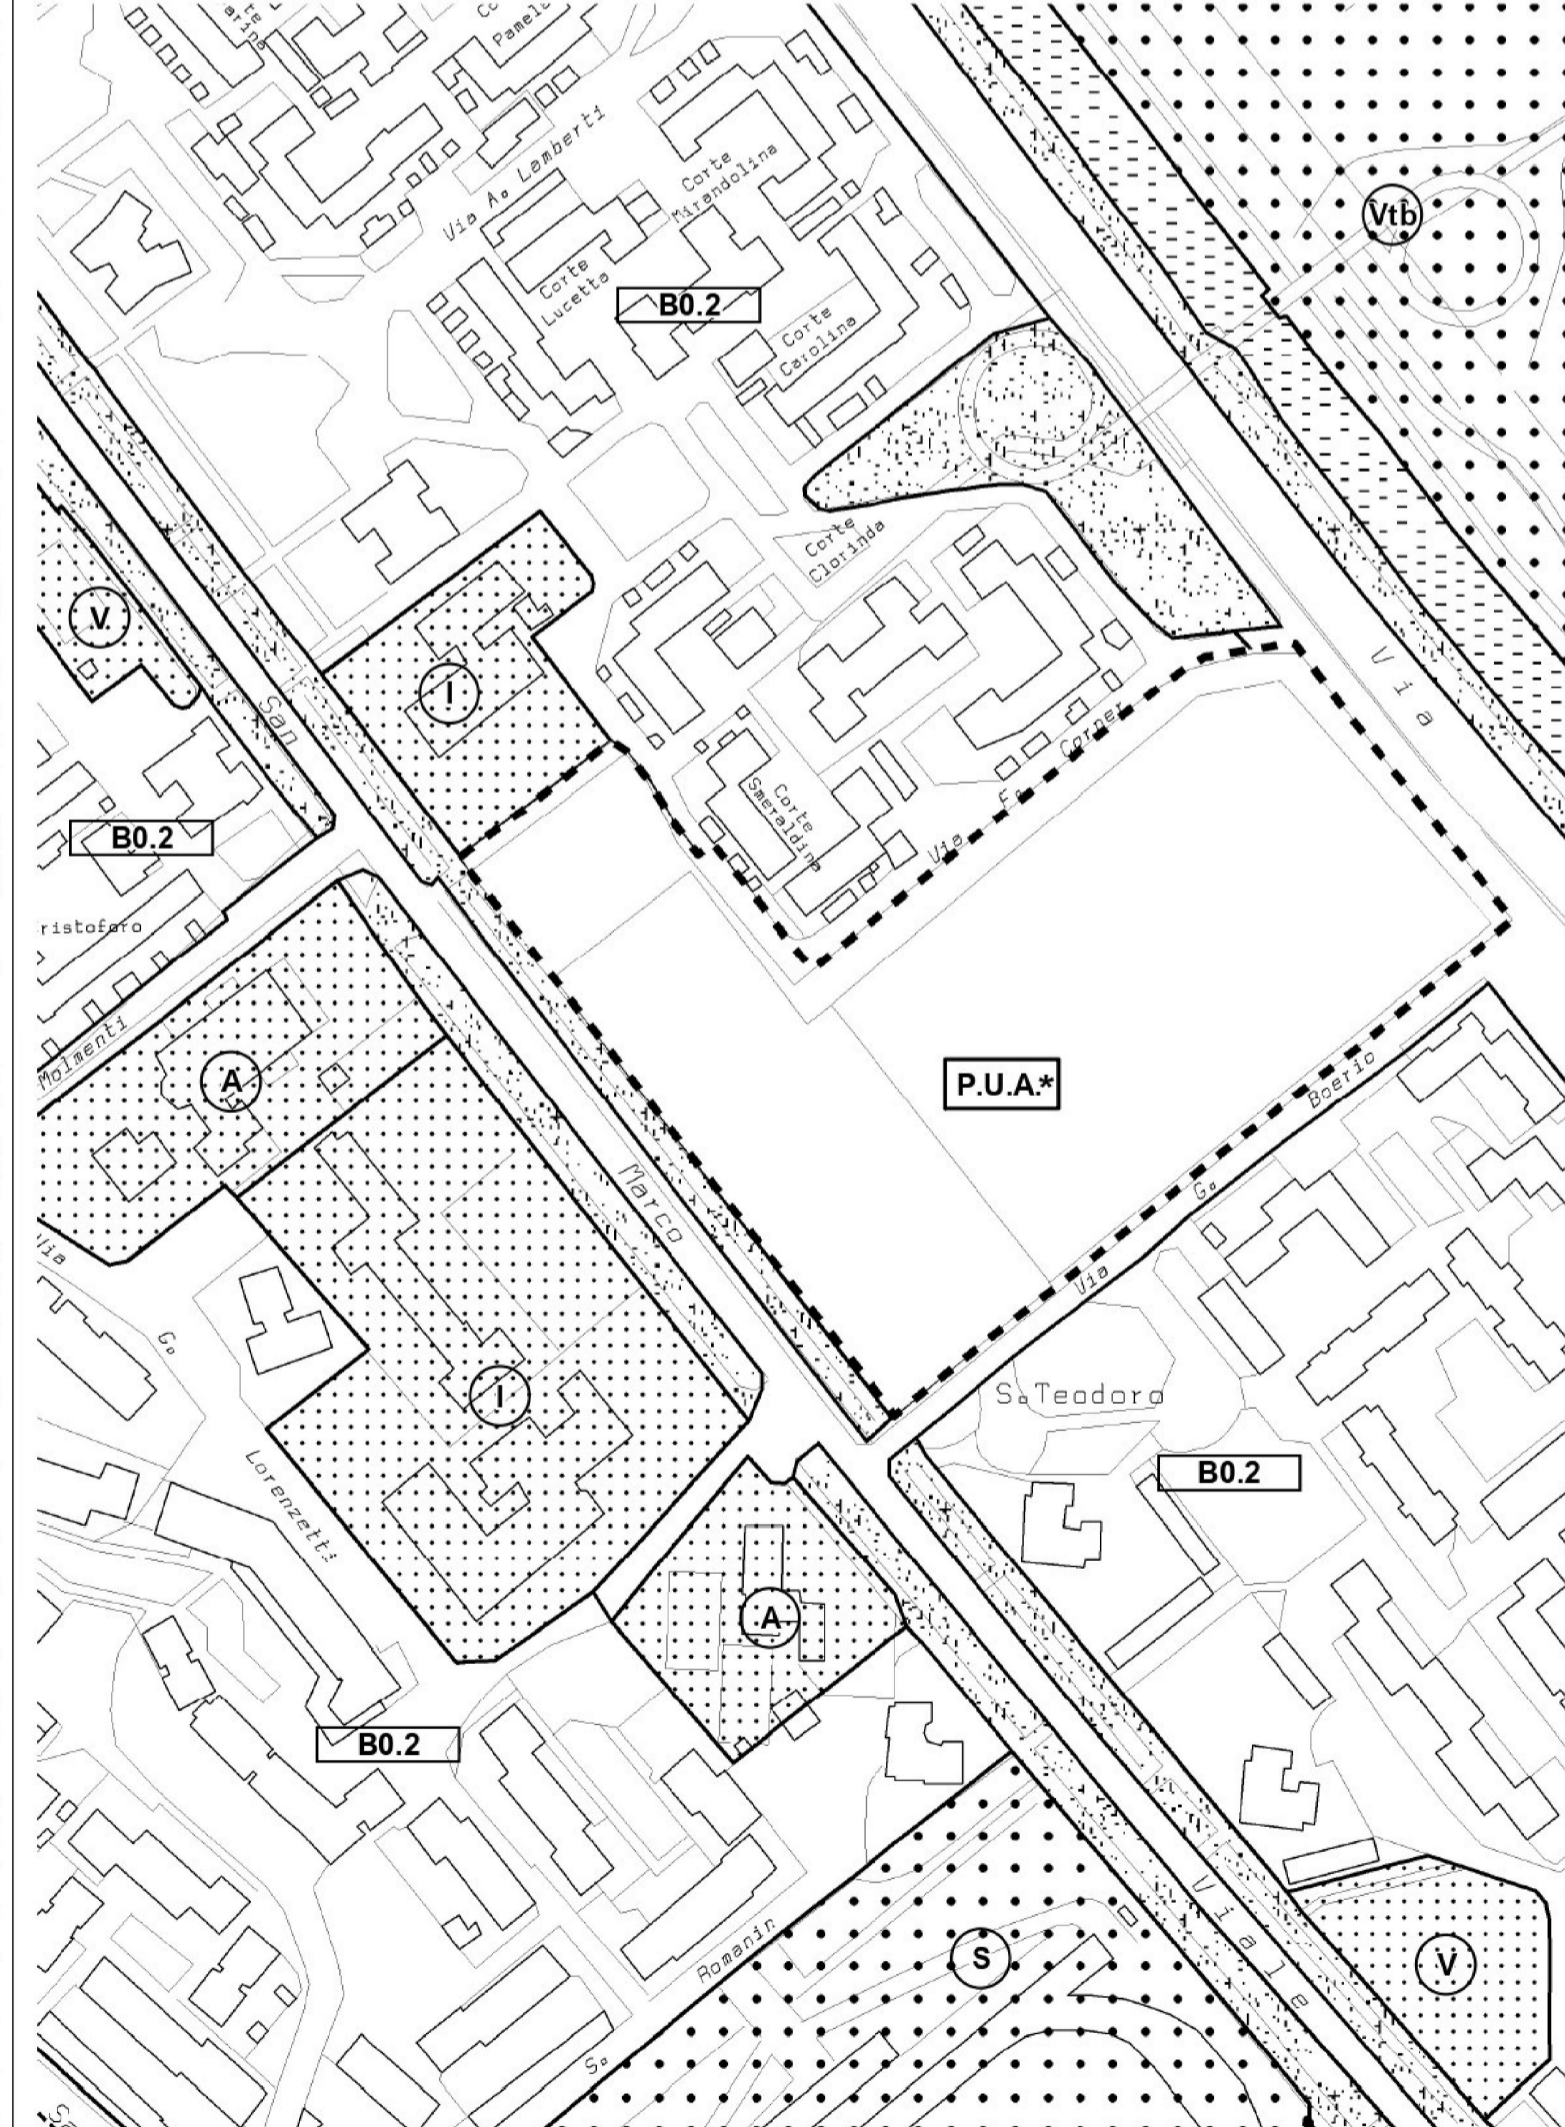 Pamela
Via A. Lamberti
Corte
Mirandolina
Vtb
Corte
Lucetta
B0.2
Corte
Carolina
Corte
Clorinda
V
I
San
Via
Corner
F.
Via
Corte
Smeraldina
B0.2
ristoforo
Molmenti
A
P.U.A.*
Boerio
G.
Via
Marco
Via
G.
I
S.Teodoro
B0.2
Lorenzetti
A
B0.2
Viale
Romanin
S.
S
V